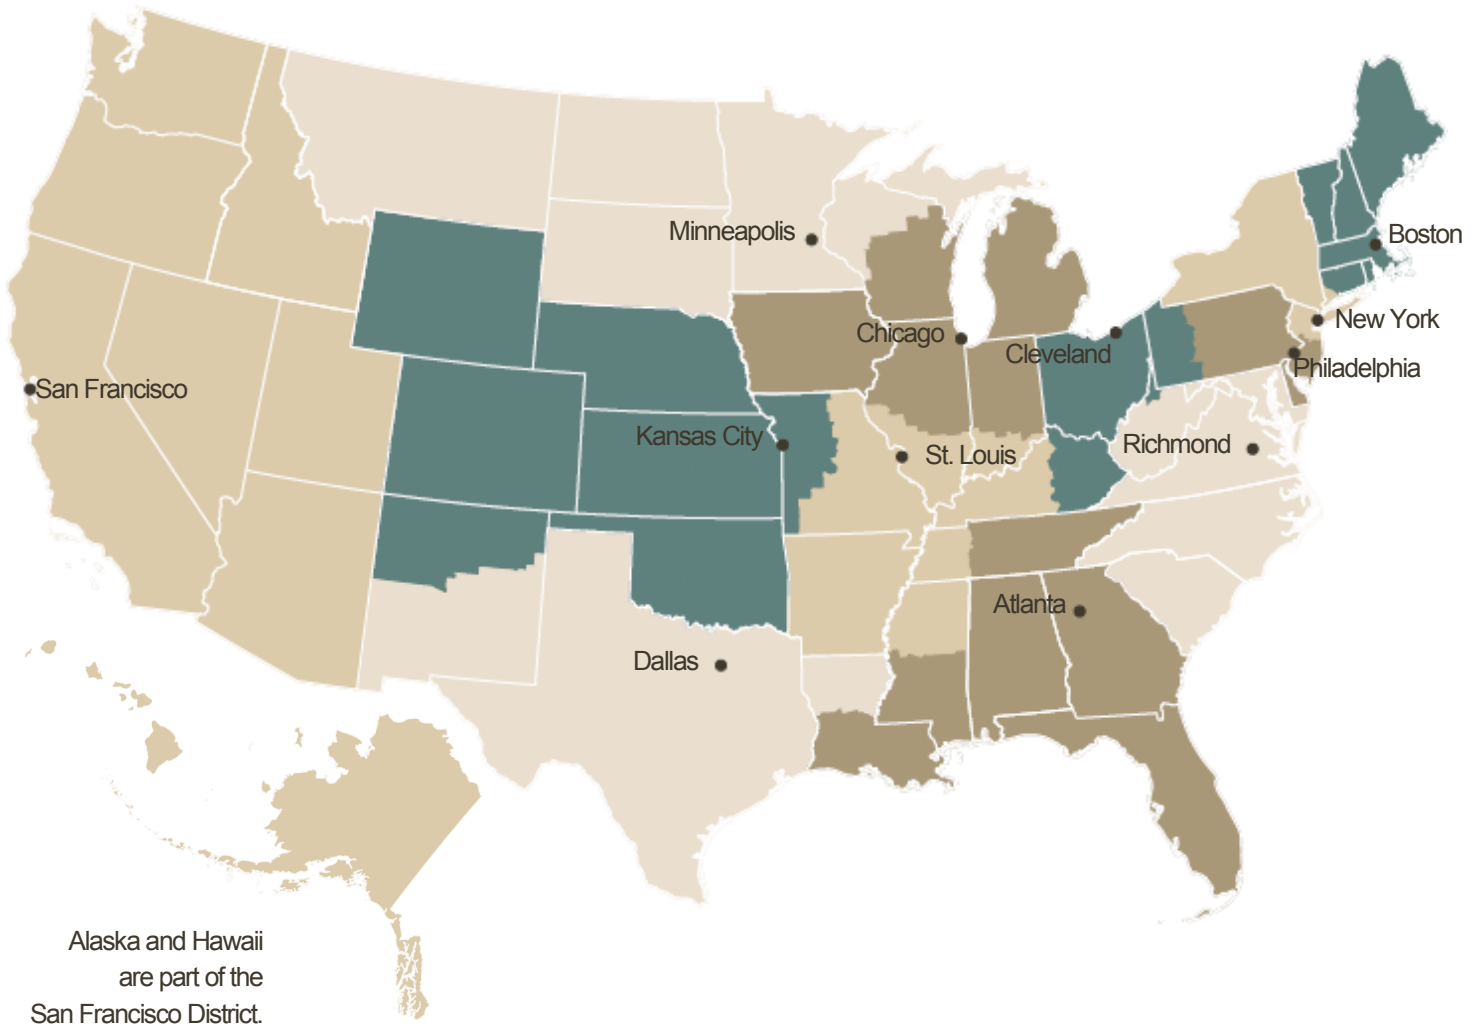 Minneapolis
Boston
New York
Chicago
Cleveland
Philadelphia
San Francisco
Kansas City
St. Louis
Richmond
Atlanta
Dallas
Alaska and Hawaii
are part of the
San Francisco District.